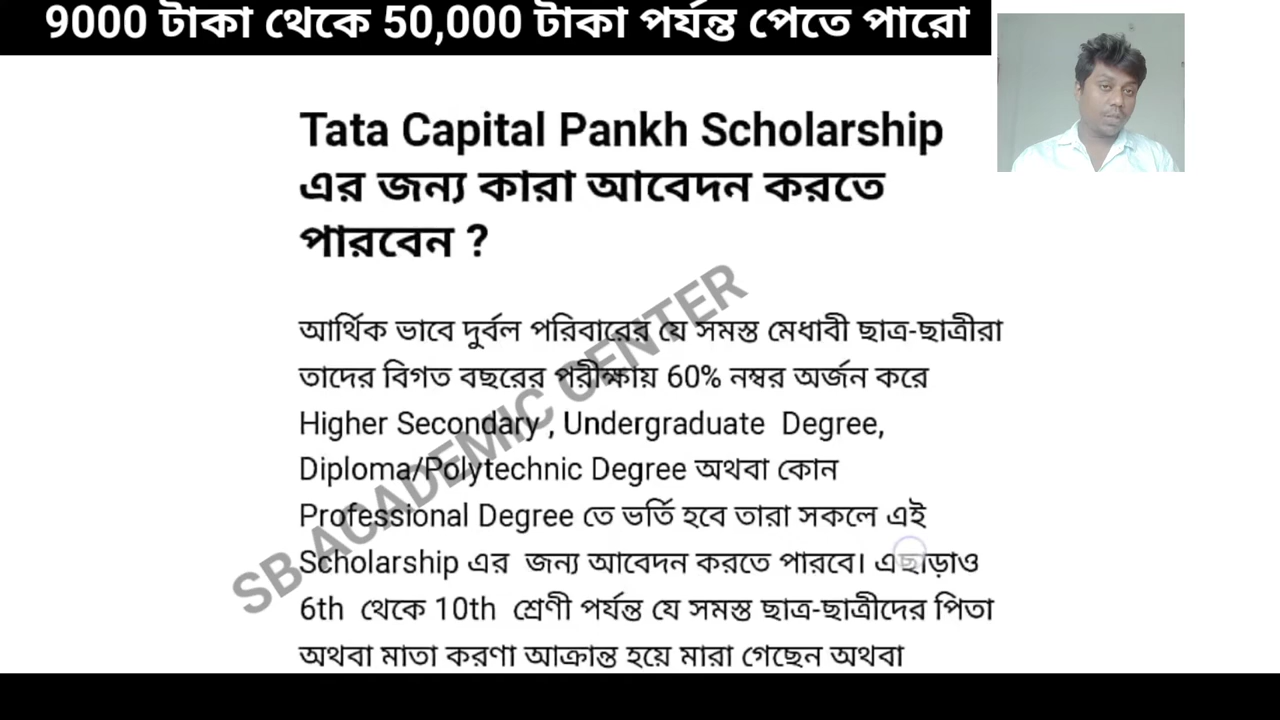 9000 টাকা থেকে 50,000 টাকা পর্যন্ত পেতে পারো
Tata Capital Pankh Scholarship
এর জন্য কারা আবেদন করতে
পারবেন ?
আর্থিক ভাবে দুর্বল পরিবারের যে সমস্ত মেধাবী ছাত্র-ছাত্রীরা
তাদের বিগত বছরের পরীক্ষায় 60% নম্বর অর্জন করে
Higher Secondary , Undergraduate Degree,
Diploma/Polytechnic Degree অথবা কোন
Professional Degree তে ভর্তি হবে তারা সকলে এই
Scholarship এর জন্য আবেদন করতে পারবে। এছাড়াও
6th থেকে 10th শ্রেণী পর্যন্ত যে সমস্ত ছাত্র-ছাত্রীদের পিতা
অথবা মাতা করণা আক্রান্ত হয়ে মারা গেছেন অথবা
SB ACADEMIC CENTER